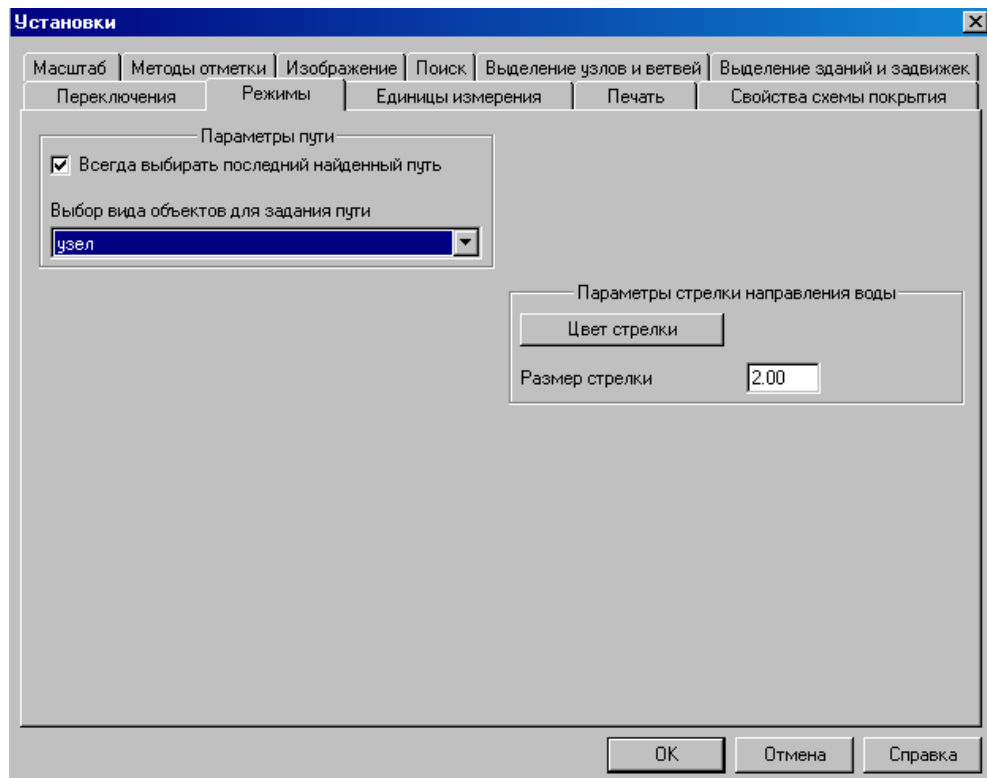 Установки
Масштаб Методы отметки Изображение Поиск Выделение узлов и ветвей Выделение зданий и задвижек
Переключения Режимы Единицы измерения Печать Свойства схемы покрытия
Параметры пути
Всегда выбирать последний найденный путь
Выбор вида объектов для задания пути
узел
Параметры стрелки направления воды
Цвет стрелки
Размер стрелки 2.00
OK Отмена Справка